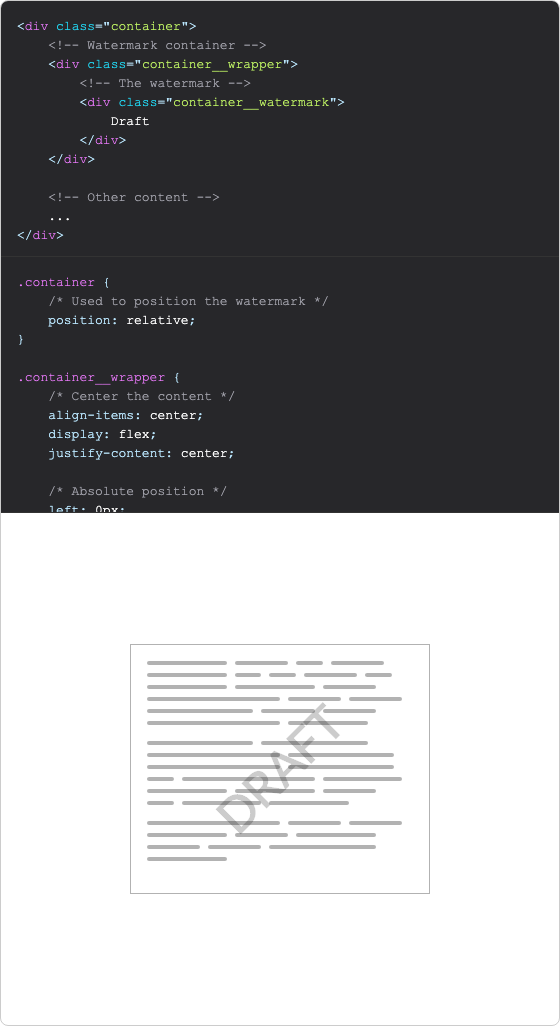 <div class="container">
    <!-- Watermark container -->
    <div class="container__wrapper">
        <!-- The watermark -->
        <div class="container__watermark">
            Draft
        </div>
    </div>

    <!-- Other content -->
    ...
</div>

.container {
    /* Used to position the watermark */
    position: relative;
}

.container__wrapper {
    /* Center the content */
    align-items: center;
    display: flex;
    justify-content: center;

    /* Absolute position */
    left: 0px;
DRAFT